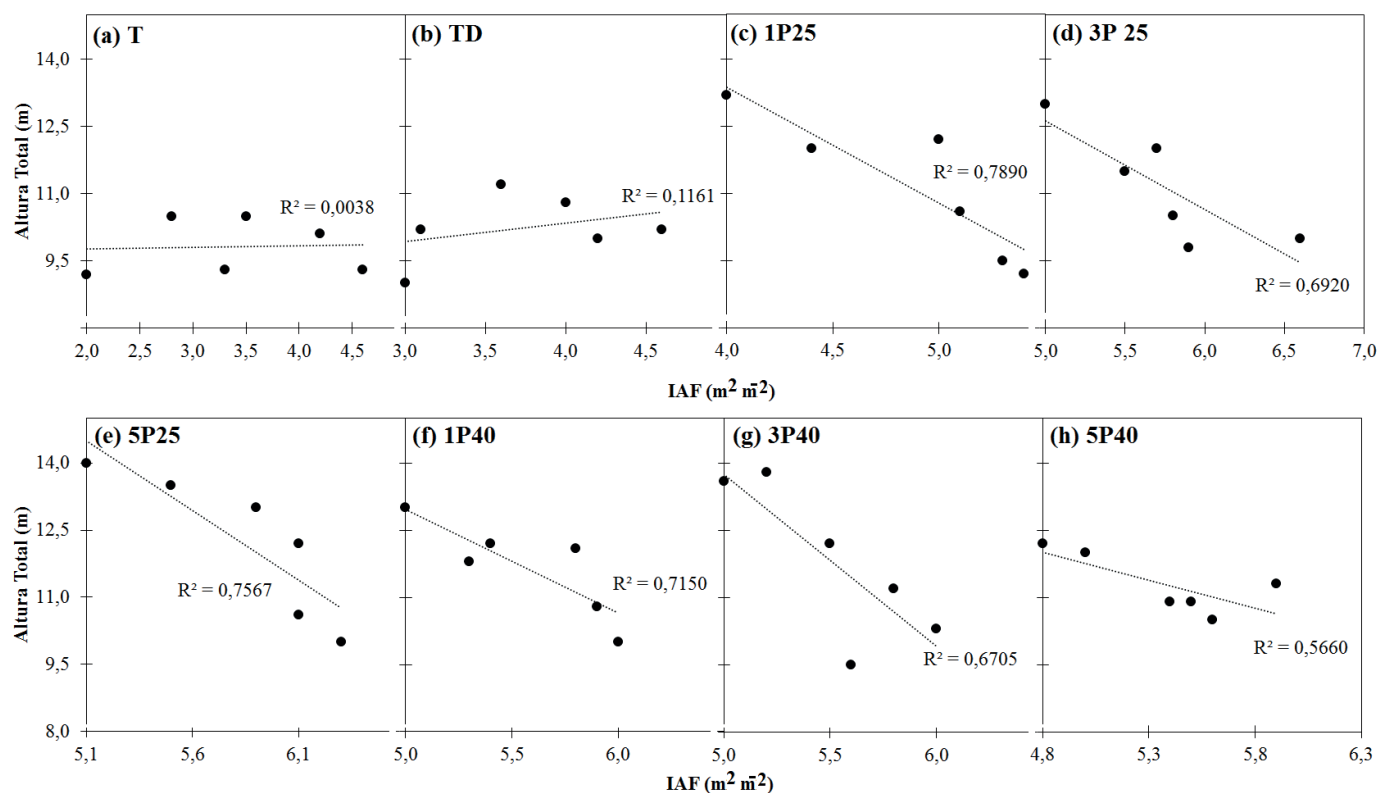 (a) T
(b) TD
(c) 1P25
(d) 3P 25
Altura Total (m)
14,0
12,5
11,0
9,5
R² = 0,0038
R² = 0,1161
R² = 0,7890
R² = 0,6920
2,0 2,5 3,0 3,5 4,0 4,5
3,0 3,5 4,0 4,5
4,0 4,5 5,0
5,0 5,5 6,0 6,5 7,0
IAF (m² m̄²)
(e) 5P25
(f) 1P40
(g) 3P40
(h) 5P40
Altura Total (m)
14,0
12,5
11,0
9,5
8,0
R² = 0,7567
R² = 0,7150
R² = 0,6705
R² = 0,5660
5,1 5,6 6,1
5,0 5,5 6,0
5,0 5,5 6,0
4,8 5,3 5,8 6,3
IAF (m² m̄²)